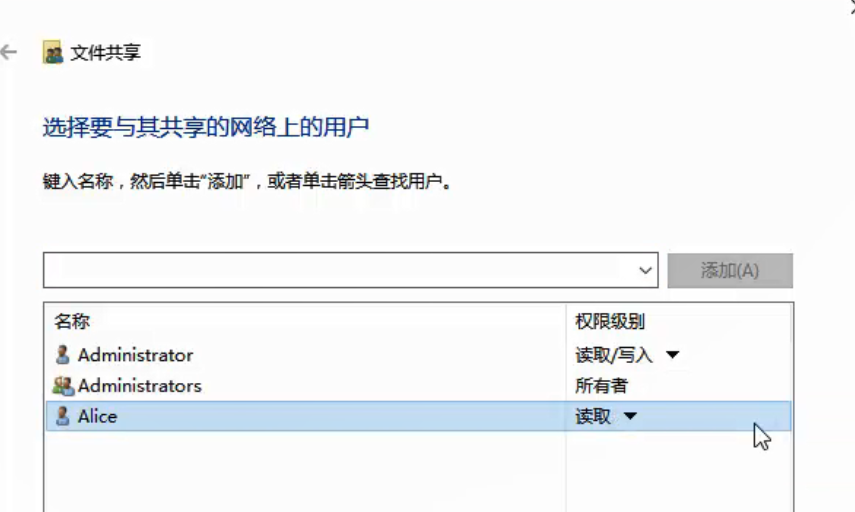 文件共享
选择要与其共享的网络上的用户
键入名称，然后单击“添加”，或者单击箭头查找用户。
添加(A)
名称 权限级别
Administrator 读取/写入
Administrators 所有者
Alice 读取